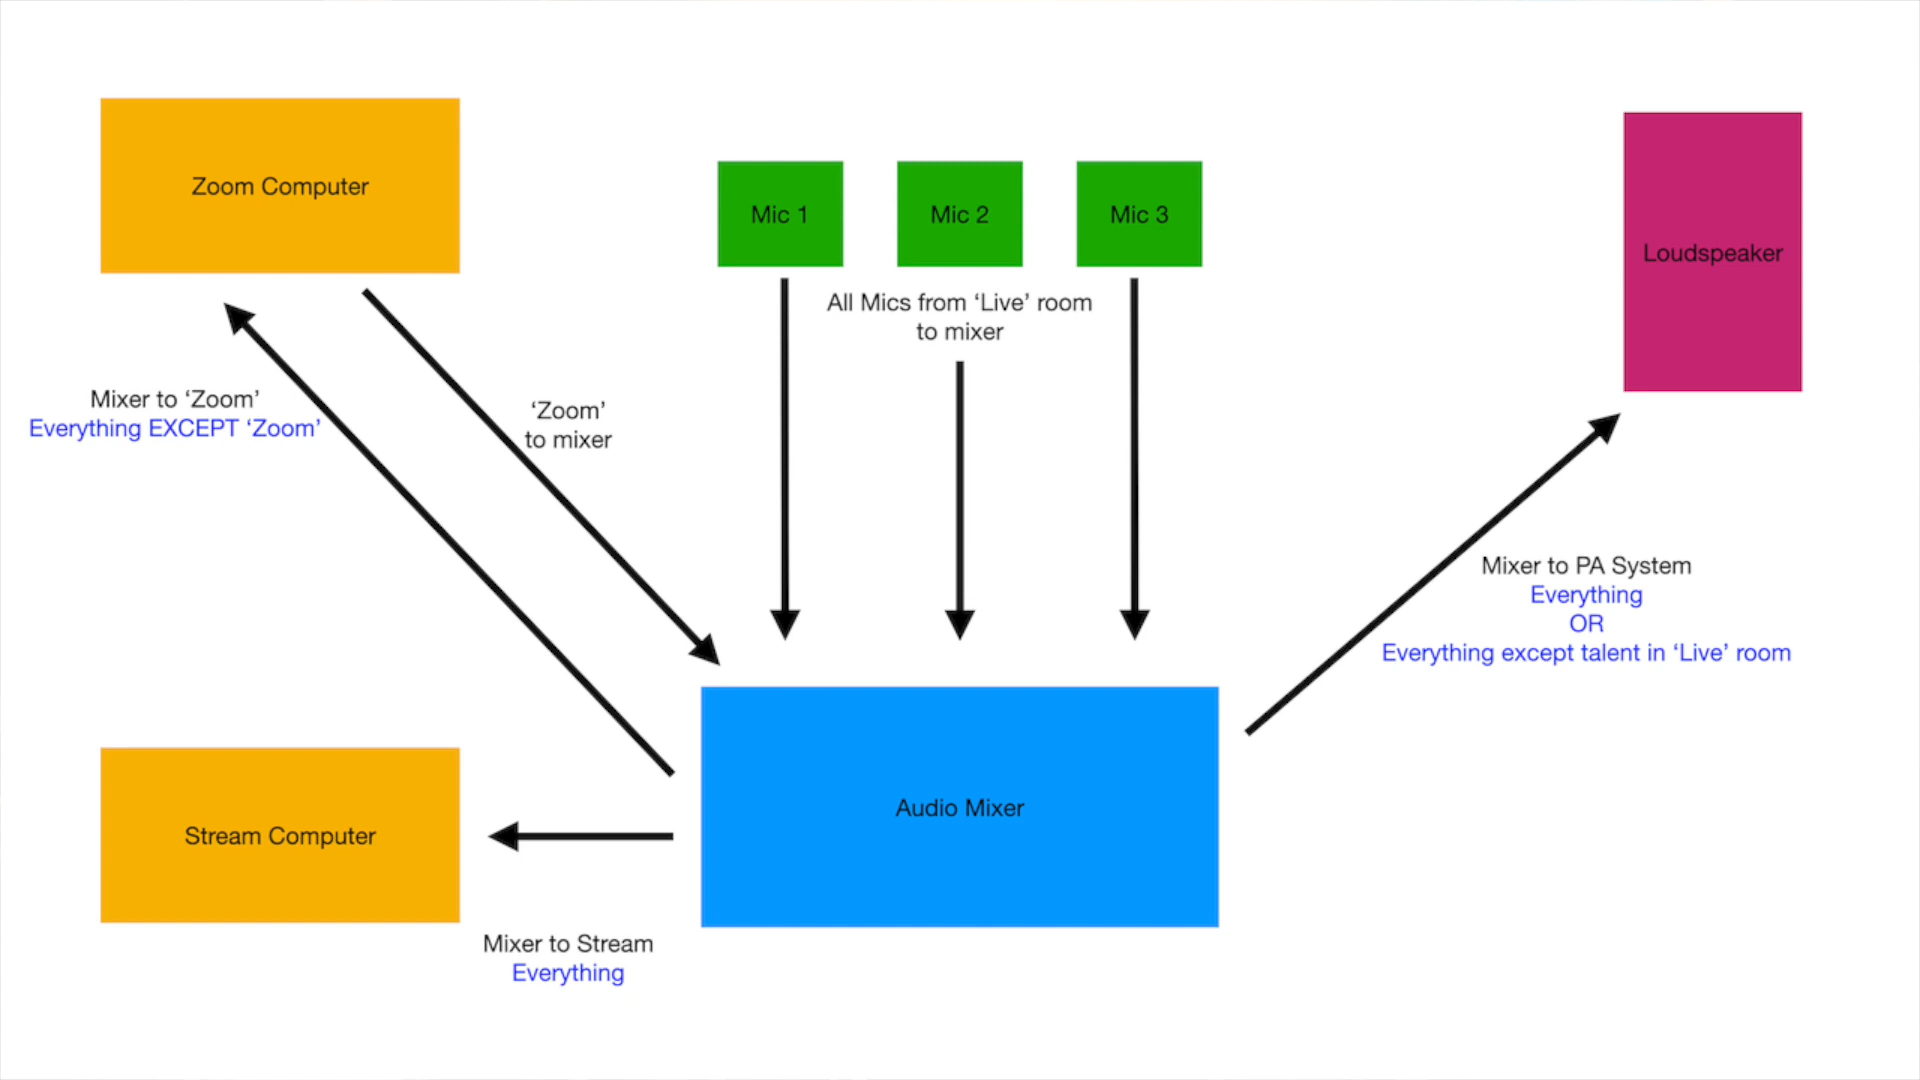 Zoom Computer
Mic 1
Mic 2
Mic 3
Loudspeaker
All Mics from ‘Live’ room
to mixer
Mixer to ‘Zoom’
Everything EXCEPT ‘Zoom’
‘Zoom’
to mixer
Mixer to PA System
Everything
OR
Everything except talent in ‘Live’ room
Audio Mixer
Stream Computer
Mixer to Stream
Everything